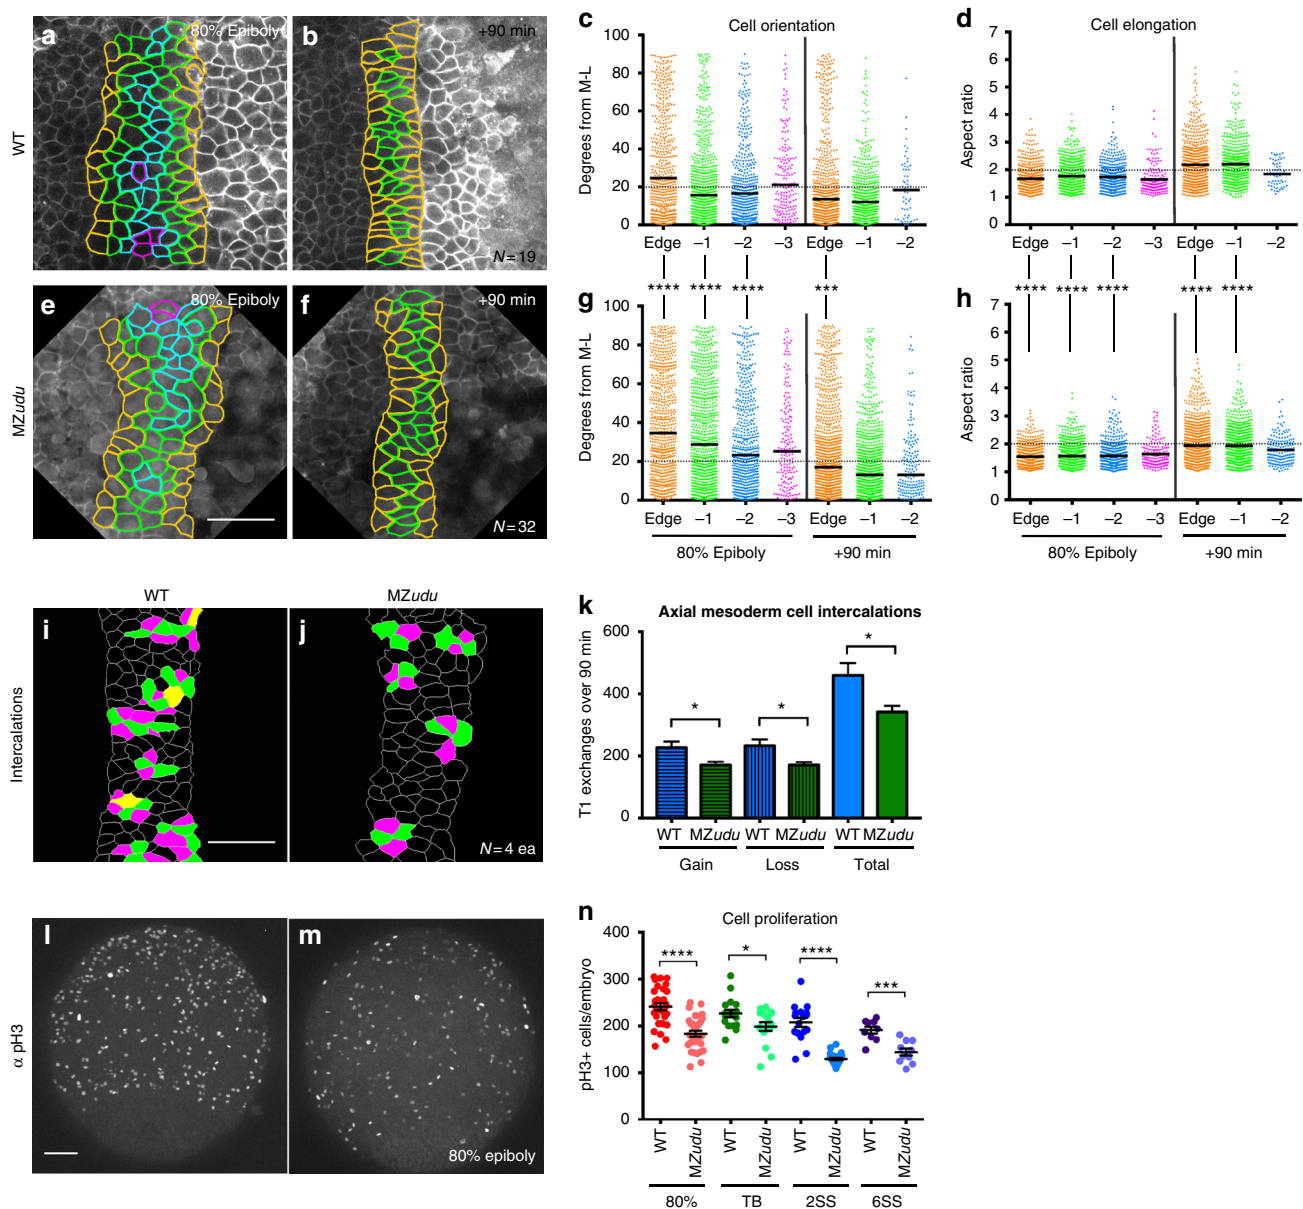 WT
a
80% Epiboly
b
+90 min
N = 19
c
Cell orientation
Degrees from M-L
100
80
60
40
20
0
Edge
–1
–2
–3
Edge
–1
–2
d
Cell elongation
Aspect ratio
7
6
5
4
3
2
1
0
Edge
–1
–2
–3
Edge
–1
–2
MZudu
e
80% Epiboly
f
+90 min
N = 32
g
**** **** **** ***
Degrees from M-L
100
80
60
40
20
0
Edge
–1
–2
–3
Edge
–1
–2
80% Epiboly
+90 min
h
**** **** **** **** ****
Aspect ratio
7
6
5
4
3
2
1
0
Edge
–1
–2
–3
Edge
–1
–2
80% Epiboly
+90 min
WT
MZudu
Intercalations
i
j
N = 4 ea
k
Axial mesoderm cell intercalations
T1 exchanges over 90 min
600
400
200
0
*
*
*
WT MZudu WT MZudu WT MZudu
Gain
Loss
Total
α pH3
l
m
80% epiboly
n
Cell proliferation
pH3+ cells/embryo
400
300
200
100
0
****
*
****
***
WT
MZudu
WT
MZudu
WT
MZudu
WT
MZudu
80%
TB
2SS
6SS